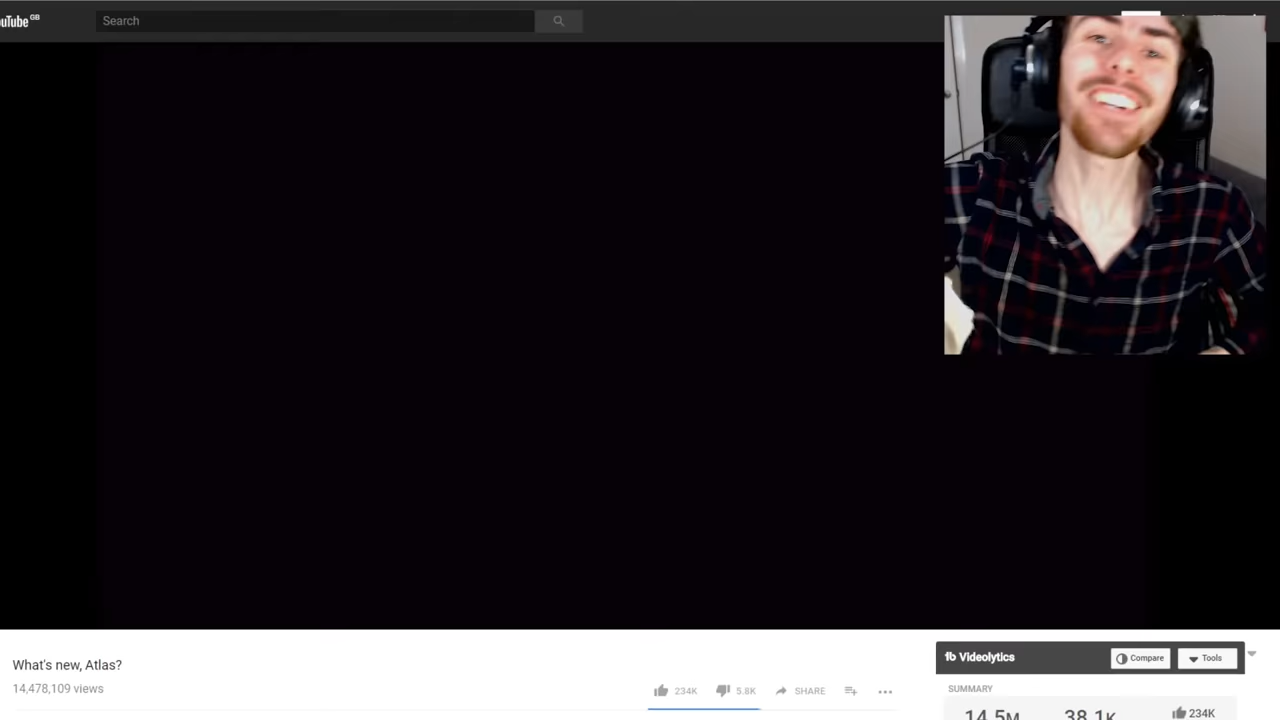 ouTube GB
Search
What's new, Atlas?
14,478,109 views
234K
5.8K
SHARE
Videolytics
Compare
Tools
SUMMARY
14.5M
38.1K
234K